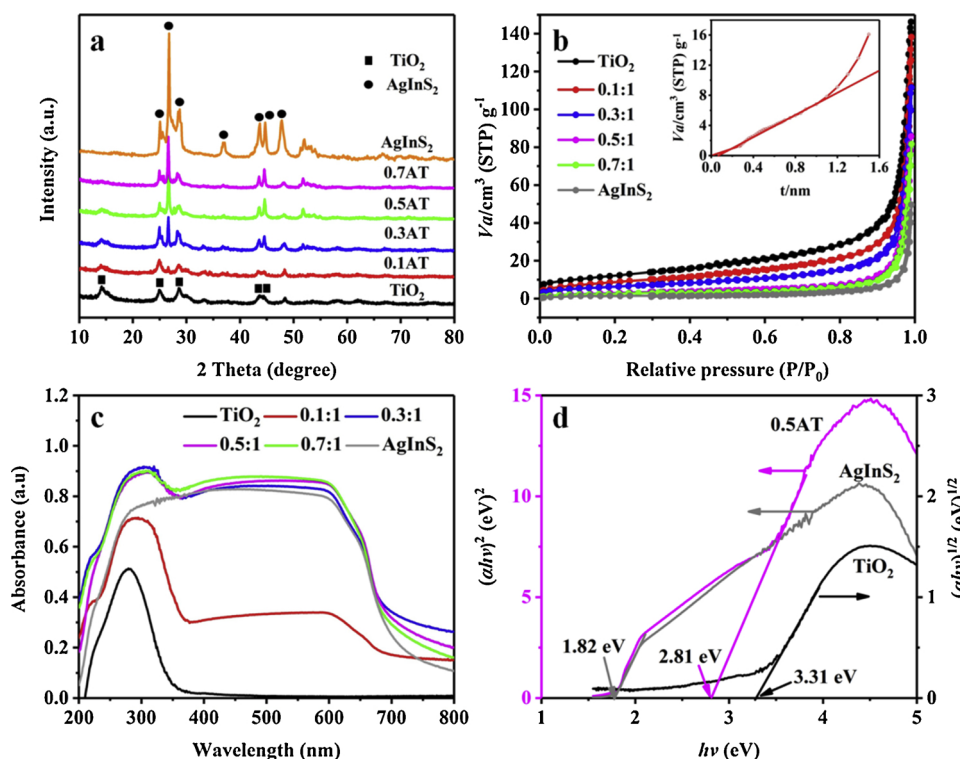 a
■ TiO2
● AgInS2
AgInS2
0.7AT
0.5AT
0.3AT
0.1AT
TiO2
Intensity (a.u.)
10 20 30 40 50 60 70 80
2 Theta (degree)
b
TiO2
0.1:1
0.3:1
0.5:1
0.7:1
AgInS2
Va/cm3 (STP) g-1
140
120
100
80
60
40
20
0
0.0 0.2 0.4 0.6 0.8 1.0
Relative pressure (P/P0)
Va/cm3 (STP) g-1
16
12
8
4
0
0.0 0.4 0.8 1.2 1.6
t/nm
c
TiO2 0.1:1 0.3:1
0.5:1 0.7:1 AgInS2
Absorbance (a.u)
1.2
1.0
0.8
0.6
0.4
0.2
0.0
200 300 400 500 600 700 800
Wavelength (nm)
d
0.5AT
AgInS2
TiO2
1.82 eV
2.81 eV
3.31 eV
(αhν)2 (eV)2
15
10
5
0
3
2
1
0
(αhν)1/2 (eV)1/2
1 2 3 4 5
hν (eV)